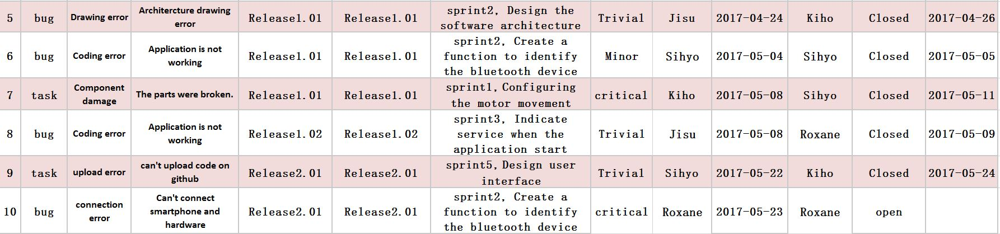 5 bug Drawing error Architercture drawing error Release1.01 Release1.01 sprint2, Design the software architecture Trivial Jisu 2017-04-24 Kiho Closed 2017-04-26
6 bug Coding error Application is not working Release1.01 Release1.01 sprint2, Create a function to identify the bluetooth device Minor Sihyo 2017-05-04 Sihyo Closed 2017-05-05
7 task Component damage The parts were broken. Release1.01 Release1.01 sprint1, Configuring the motor movement critical Kiho 2017-05-08 Sihyo Closed 2017-05-11
8 bug Coding error Application is not working Release1.02 Release1.02 sprint3, Indicate service when the application start Trivial Jisu 2017-05-08 Roxane Closed 2017-05-09
9 task upload error can't upload code on github Release2.01 Release2.01 sprint5, Design user interface Trivial Sihyo 2017-05-22 Kiho Closed 2017-05-24
10 bug connection error Can't connect smartphone and hardware Release2.01 Release2.01 sprint2, Create a function to identify the bluetooth device critical Roxane 2017-05-23 Roxane open